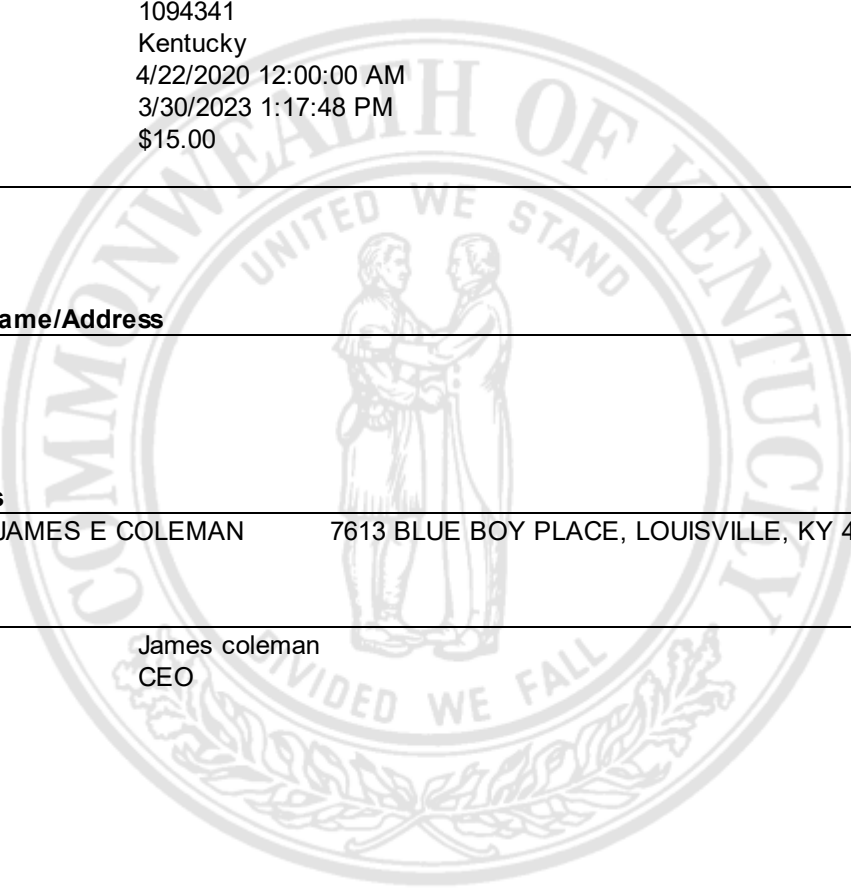 1094341
Kentucky
4/22/2020 12:00:00 AM
3/30/2023 1:17:48 PM
$15.00
COMMONWEALTH OF KENTUCKY
UNITED WE STAND
ame/Address
s
JAMES E COLEMAN 7613 BLUE BOY PLACE, LOUISVILLE, KY 4
James coleman
CEO
DIVIDED WE FALL